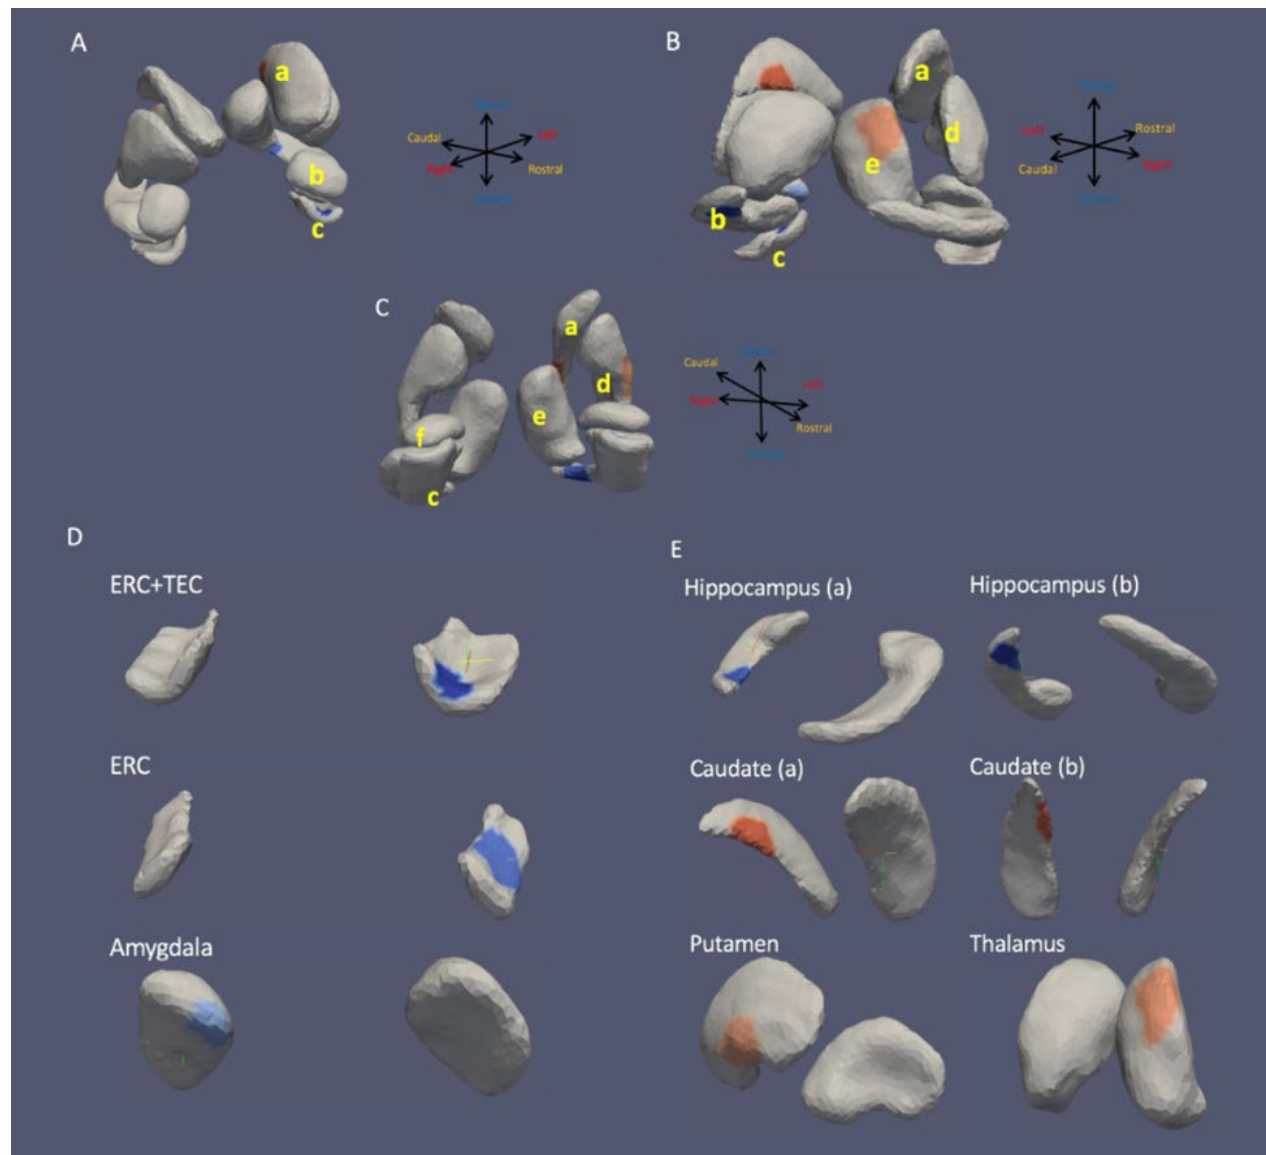 A
a
b
c
Caudal
Left
Right
Rostral
B
a
d
e
b
c
Left
Rostral
Caudal
Right
C
a
d
e
f
c
Caudal
Left
Right
Rostral
D
ERC+TEC
ERC
Amygdala
E
Hippocampus (a)
Hippocampus (b)
Caudate (a)
Caudate (b)
Putamen
Thalamus